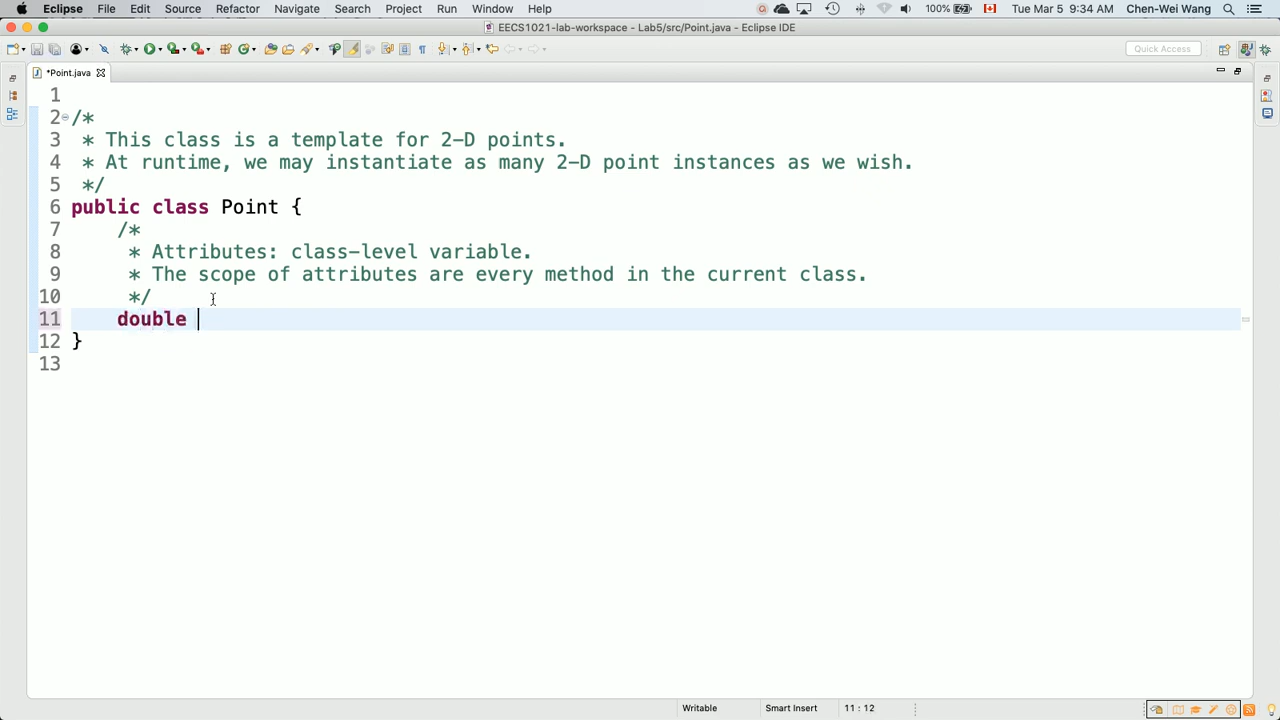 Eclipse File Edit Source Refactor Navigate Search Project Run Window Help 100% Tue Mar 5 9:34 AM Chen-Wei Wang
EECS1021-lab-workspace - Lab5/src/Point.java - Eclipse IDE
Quick Access
*Point.java
1
2 /*
3  * This class is a template for 2-D points.
4  * At runtime, we may instantiate as many 2-D point instances as we wish.
5  */
6 public class Point {
7     /*
8      * Attributes: class-level variable.
9      * The scope of attributes are every method in the current class.
10      */
11     double
12 }
13
Writable Smart Insert 11 : 12